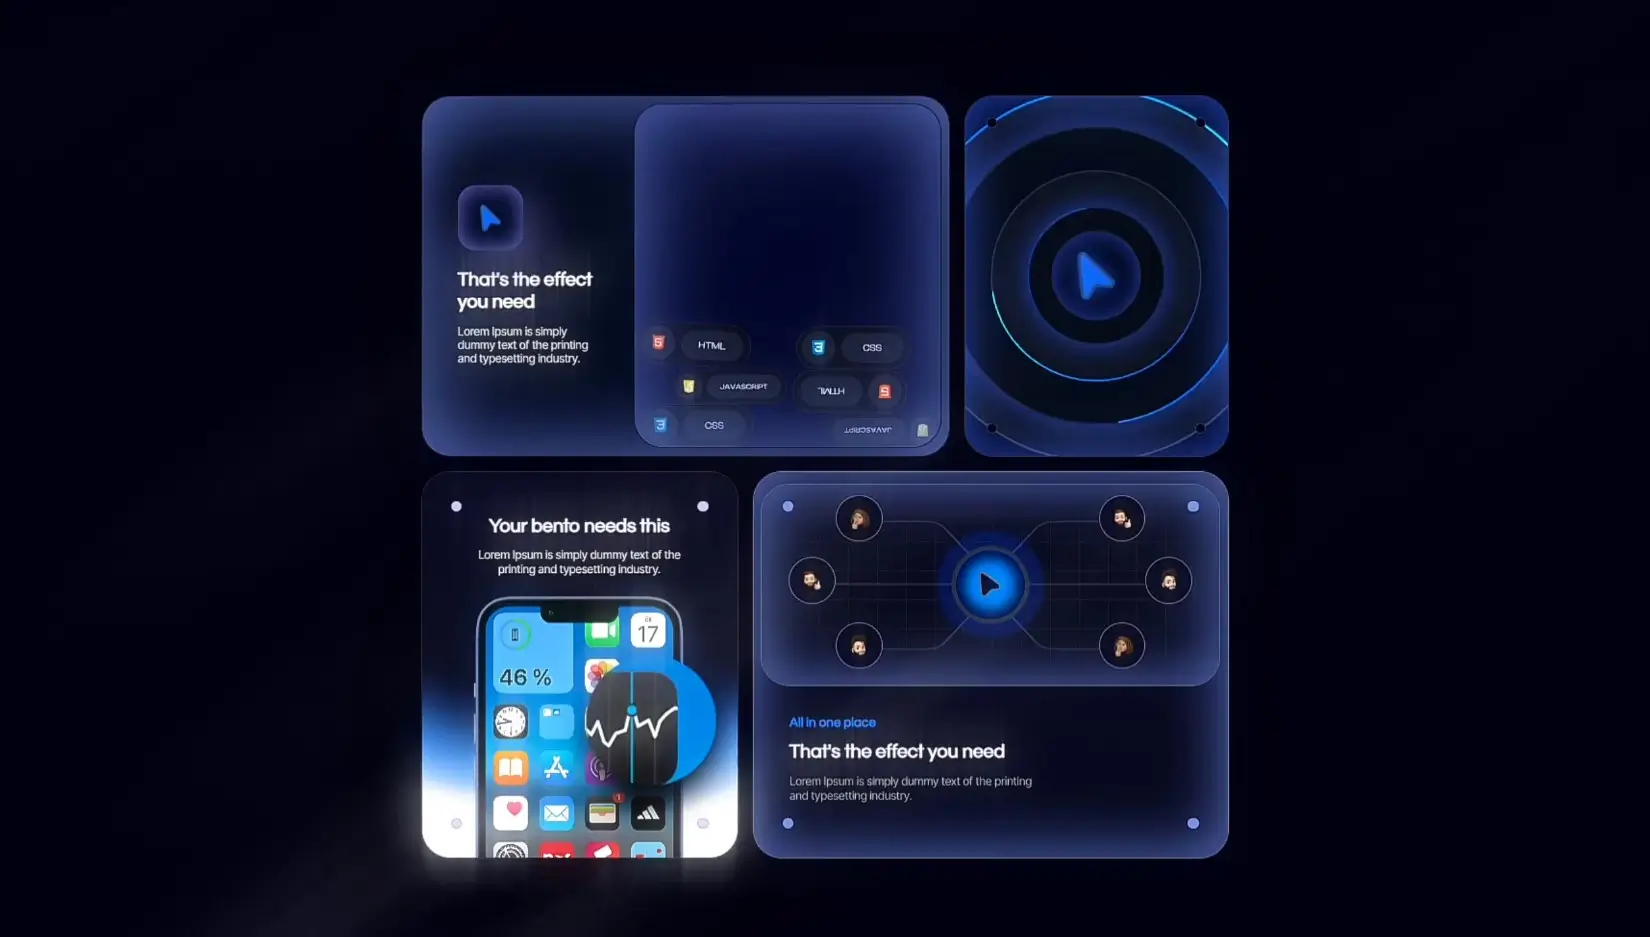 That's the effect
you need
Lorem Ipsum is simply
dummy text of the printing
and typesetting industry.
HTML
CSS
JAVASCRIPT
HTML
CSS
JAVASCRIPT
Your bento needs this
Lorem Ipsum is simply dummy text of the
printing and typesetting industry.
17
46 %
1
All in one place
That's the effect you need
Lorem Ipsum is simply dummy text of the printing
and typesetting industry.